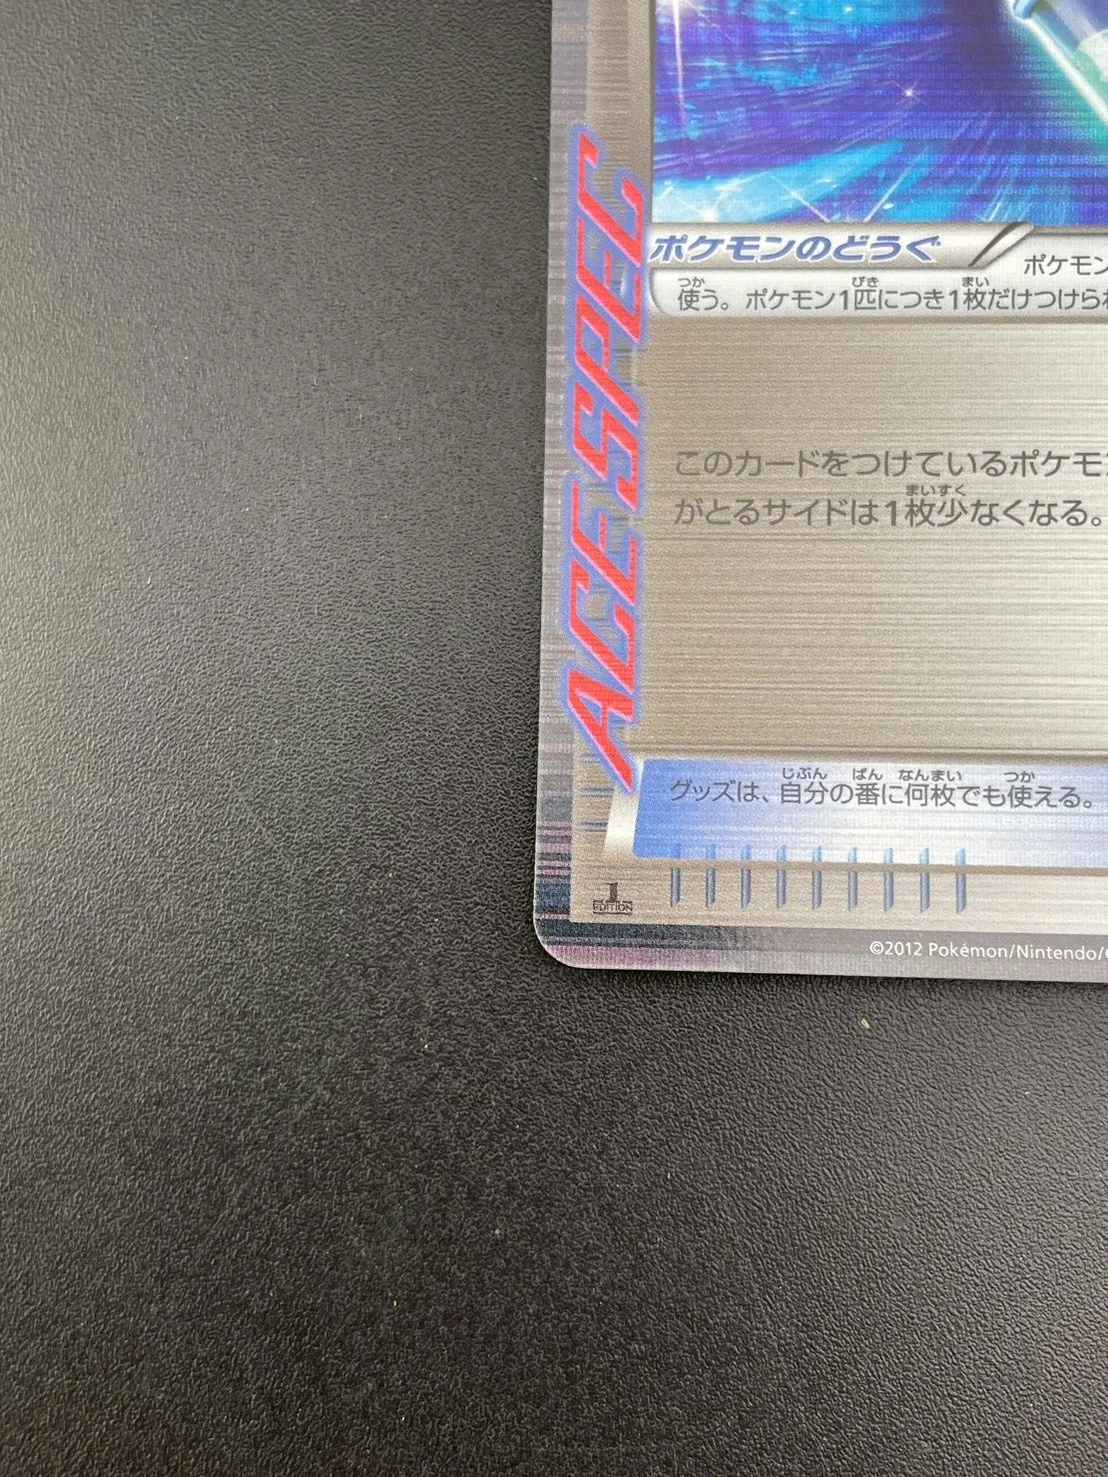 ACE SPEC
ポケモンのどうぐ
ポケモン
使う。ポケモン1匹につき1枚だけつけられ
このカードをつけているポケモ
がとるサイドは1枚少なくなる。
グッズは、自分の番に何枚でも使える。
1 EDITION
©2012 Pokémon/Nintendo/